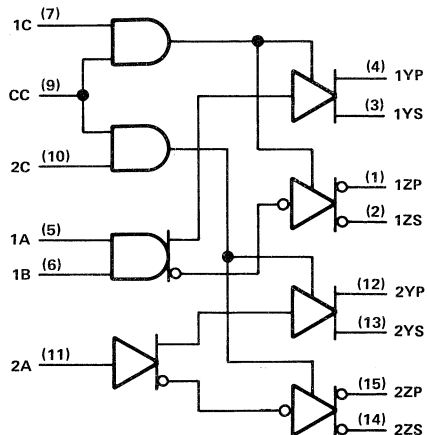 1C (7)
CC (9)
2C (10)
1A (5)
1B (6)
2A (11)
(4) 1YP
(3) 1YS
(1) 1ZP
(2) 1ZS
(12) 2YP
(13) 2YS
(15) 2ZP
(14) 2ZS